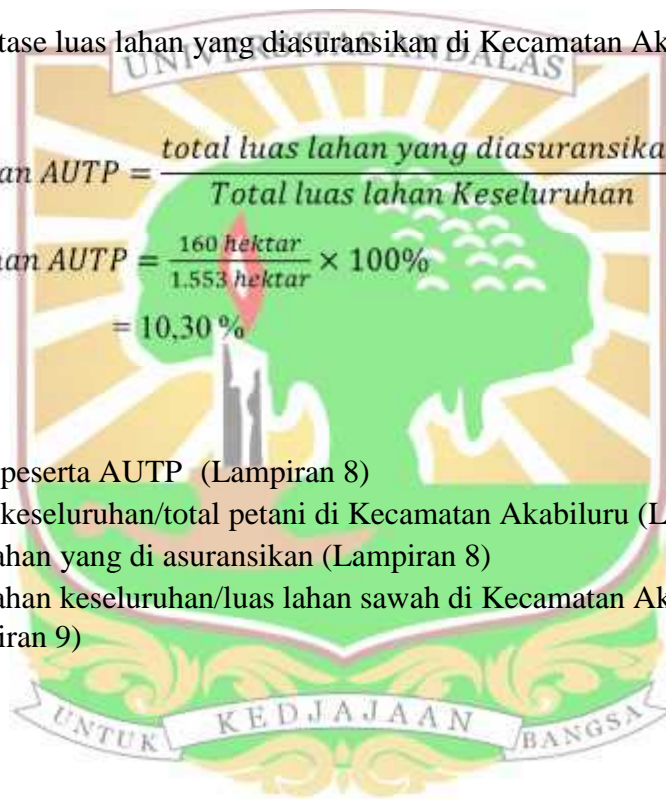 tase luas lahan yang diasuransikan di Kecamatan Ak
UNIVERSITAS ANDALAS
an AUTP = total luas lahan yang diasuransika / Total luas lahan Keseluruhan
an AUTP = 160 hektar / 1.553 hektar × 100%
= 10,30 %
peserta AUTP (Lampiran 8)
keseluruhan/total petani di Kecamatan Akabiluru (L
ahan yang di asuransikan (Lampiran 8)
ahan keseluruhan/luas lahan sawah di Kecamatan Ak
iran 9)
UNTUK KEDJAJAAN BANGSA